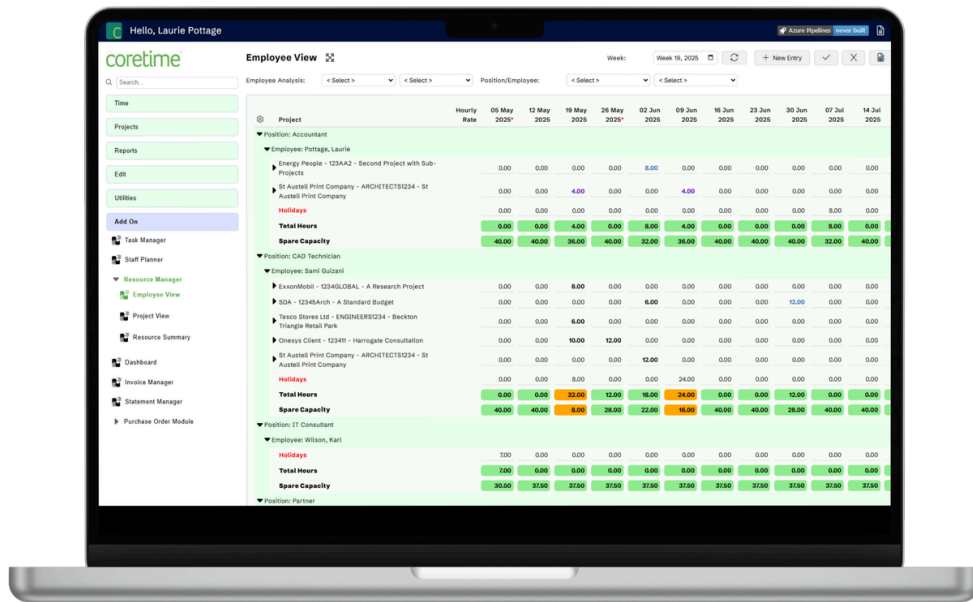 Hello, Laurie Pottage
Azure Pipelines never built
coretime
Employee View
Week: Week 19, 2025
New Entry
Search...
Employee Analysis: < Select > < Select > Position/Employee: < Select > < Select >
Time
Projects
Reports
Edit
Utilities
Add On
Task Manager
Staff Planner
Resource Manager
Employee View
Project View
Resource Summary
Dashboard
Invoice Manager
Statement Manager
Purchase Order Module
Project Hourly Rate 05 May 2025* 12 May 2025 19 May 2025 26 May 2025* 02 Jun 2025 09 Jun 2025 16 Jun 2025 23 Jun 2025 30 Jun 2025 07 Jul 2025 14 Jul 2025
Position: Accountant
Employee: Pottage, Laurie
Energy People - 123AA2 - Second Project with Sub-Projects 0.00 0.00 0.00 0.00 8.00 0.00 0.00 0.00 0.00 0.00 0.00
St Austell Print Company - ARCHITECTS1234 - St Austell Print Company 0.00 0.00 4.00 0.00 0.00 4.00 0.00 0.00 0.00 0.00 0.00
Holidays 0.00 0.00 0.00 0.00 0.00 0.00 0.00 0.00 0.00 8.00 0.00
Total Hours 0.00 0.00 4.00 0.00 8.00 4.00 0.00 0.00 0.00 8.00 0.00
Spare Capacity 40.00 40.00 36.00 40.00 32.00 36.00 40.00 40.00 40.00 32.00 40.00
Position: CAD Technician
Employee: Sami Guizani
ExxonMobil - 1234GLOBAL - A Research Project 0.00 0.00 8.00 0.00 0.00 0.00 0.00 0.00 0.00 0.00 0.00
SDA - 12345Arch - A Standard Budget 0.00 0.00 0.00 0.00 6.00 0.00 0.00 0.00 12.00 0.00 0.00
Tesco Stores Ltd - ENGINEERS1234 - Beckton Triangle Retail Park 0.00 0.00 6.00 0.00 0.00 0.00 0.00 0.00 0.00 0.00 0.00
Onesys Client - 123411 - Harrogate Consultation 0.00 0.00 10.00 12.00 0.00 0.00 0.00 0.00 0.00 0.00 0.00
St Austell Print Company - ARCHITECTS1234 - St Austell Print Company 0.00 0.00 0.00 0.00 12.00 0.00 0.00 0.00 0.00 0.00 0.00
Holidays 0.00 0.00 8.00 0.00 0.00 24.00 0.00 0.00 0.00 0.00 0.00
Total Hours 0.00 0.00 32.00 12.00 18.00 24.00 0.00 0.00 12.00 0.00 0.00
Spare Capacity 40.00 40.00 8.00 28.00 22.00 16.00 40.00 40.00 28.00 40.00 40.00
Position: IT Consultant
Employee: Wilson, Karl
Holidays 7.00 0.00 0.00 0.00 0.00 0.00 0.00 0.00 0.00 0.00 0.00
Total Hours 7.00 0.00 0.00 0.00 0.00 0.00 0.00 0.00 0.00 0.00 0.00
Spare Capacity 30.50 37.50 37.50 37.50 37.50 37.50 37.50 37.50 37.50 37.50 37.50
Position: Partner